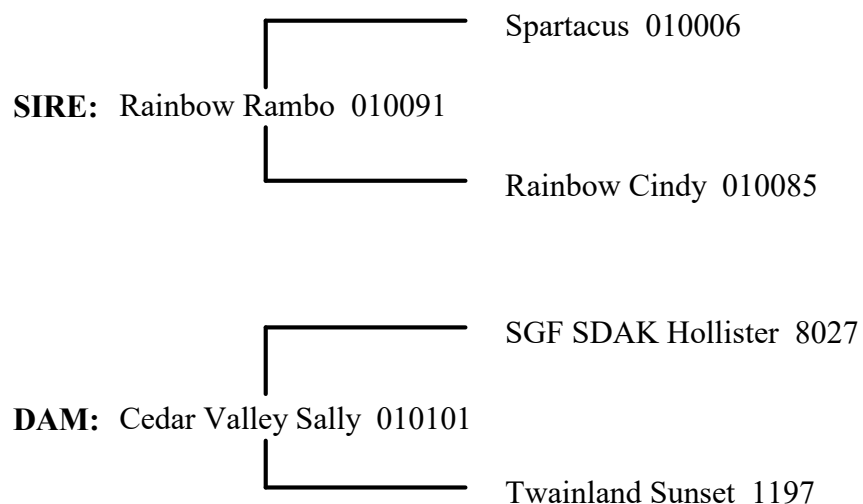 Spartacus 010006
SIRE: Rainbow Rambo 010091
Rainbow Cindy 010085
SGF SDAK Hollister 8027
DAM: Cedar Valley Sally 010101
Twainland Sunset 1197